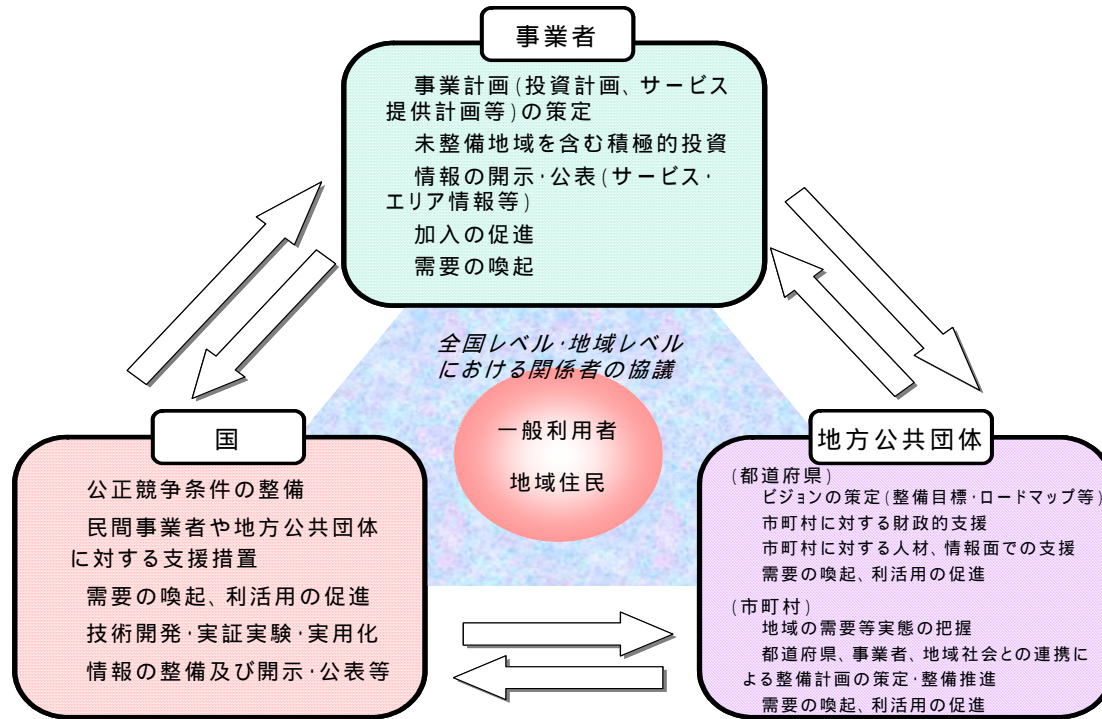 事業者
事業計画(投資計画、サービス
提供計画等)の策定
未整備地域を含む積極的投資
情報の開示・公表(サービス・
エリア情報等)
加入の促進
需要の喚起
全国レベル・地域レベル
における関係者の協議
一般利用者
地域住民
国
公正競争条件の整備
民間事業者や地方公共団体
に対する支援措置
需要の喚起、利活用の促進
技術開発・実証実験・実用化
情報の整備及び開示・公表等
地方公共団体
(都道府県)
ビジョンの策定(整備目標・ロードマップ等)
市町村に対する財政的支援
市町村に対する人材、情報面での支援
需要の喚起、利活用の促進
(市町村)
地域の需要等実態の把握
都道府県、事業者、地域社会との連携に
よる整備計画の策定・整備推進
需要の喚起、利活用の促進